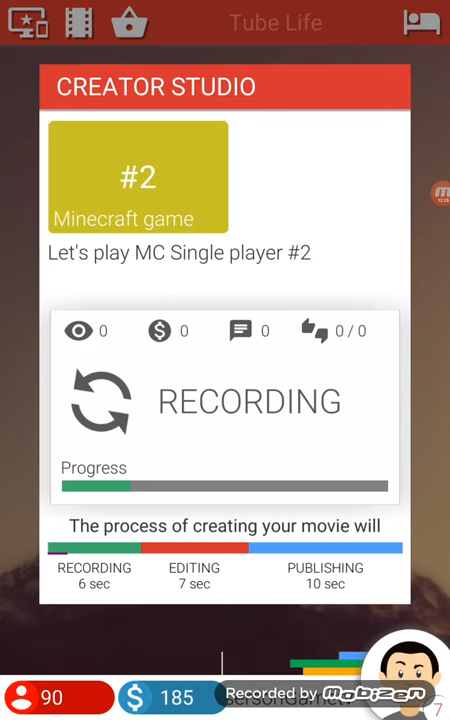 Tube Life
CREATOR STUDIO
#2
Minecraft game
Let's play MC Single player #2
0 0 0 0 / 0
RECORDING
Progress
The process of creating your movie will
RECORDING EDITING PUBLISHING
6 sec 7 sec 10 sec
90 $ 185 Recorded by mobizen
7